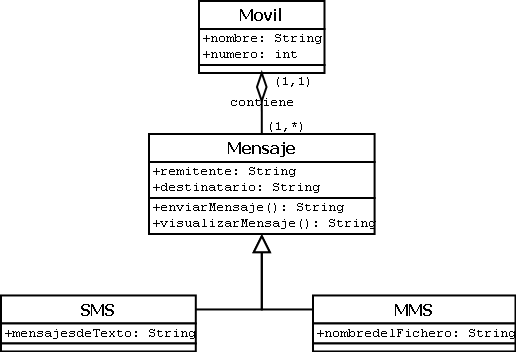 Movil
+nombre: String
+numero: int
(1,1)
contiene
(1,*)
Mensaje
+remitente: String
+destinatario: String
+enviarMensaje(): String
+visualizarMensaje(): String
SMS
+mensajesdeTexto: String
MMS
+nombredelFichero: String